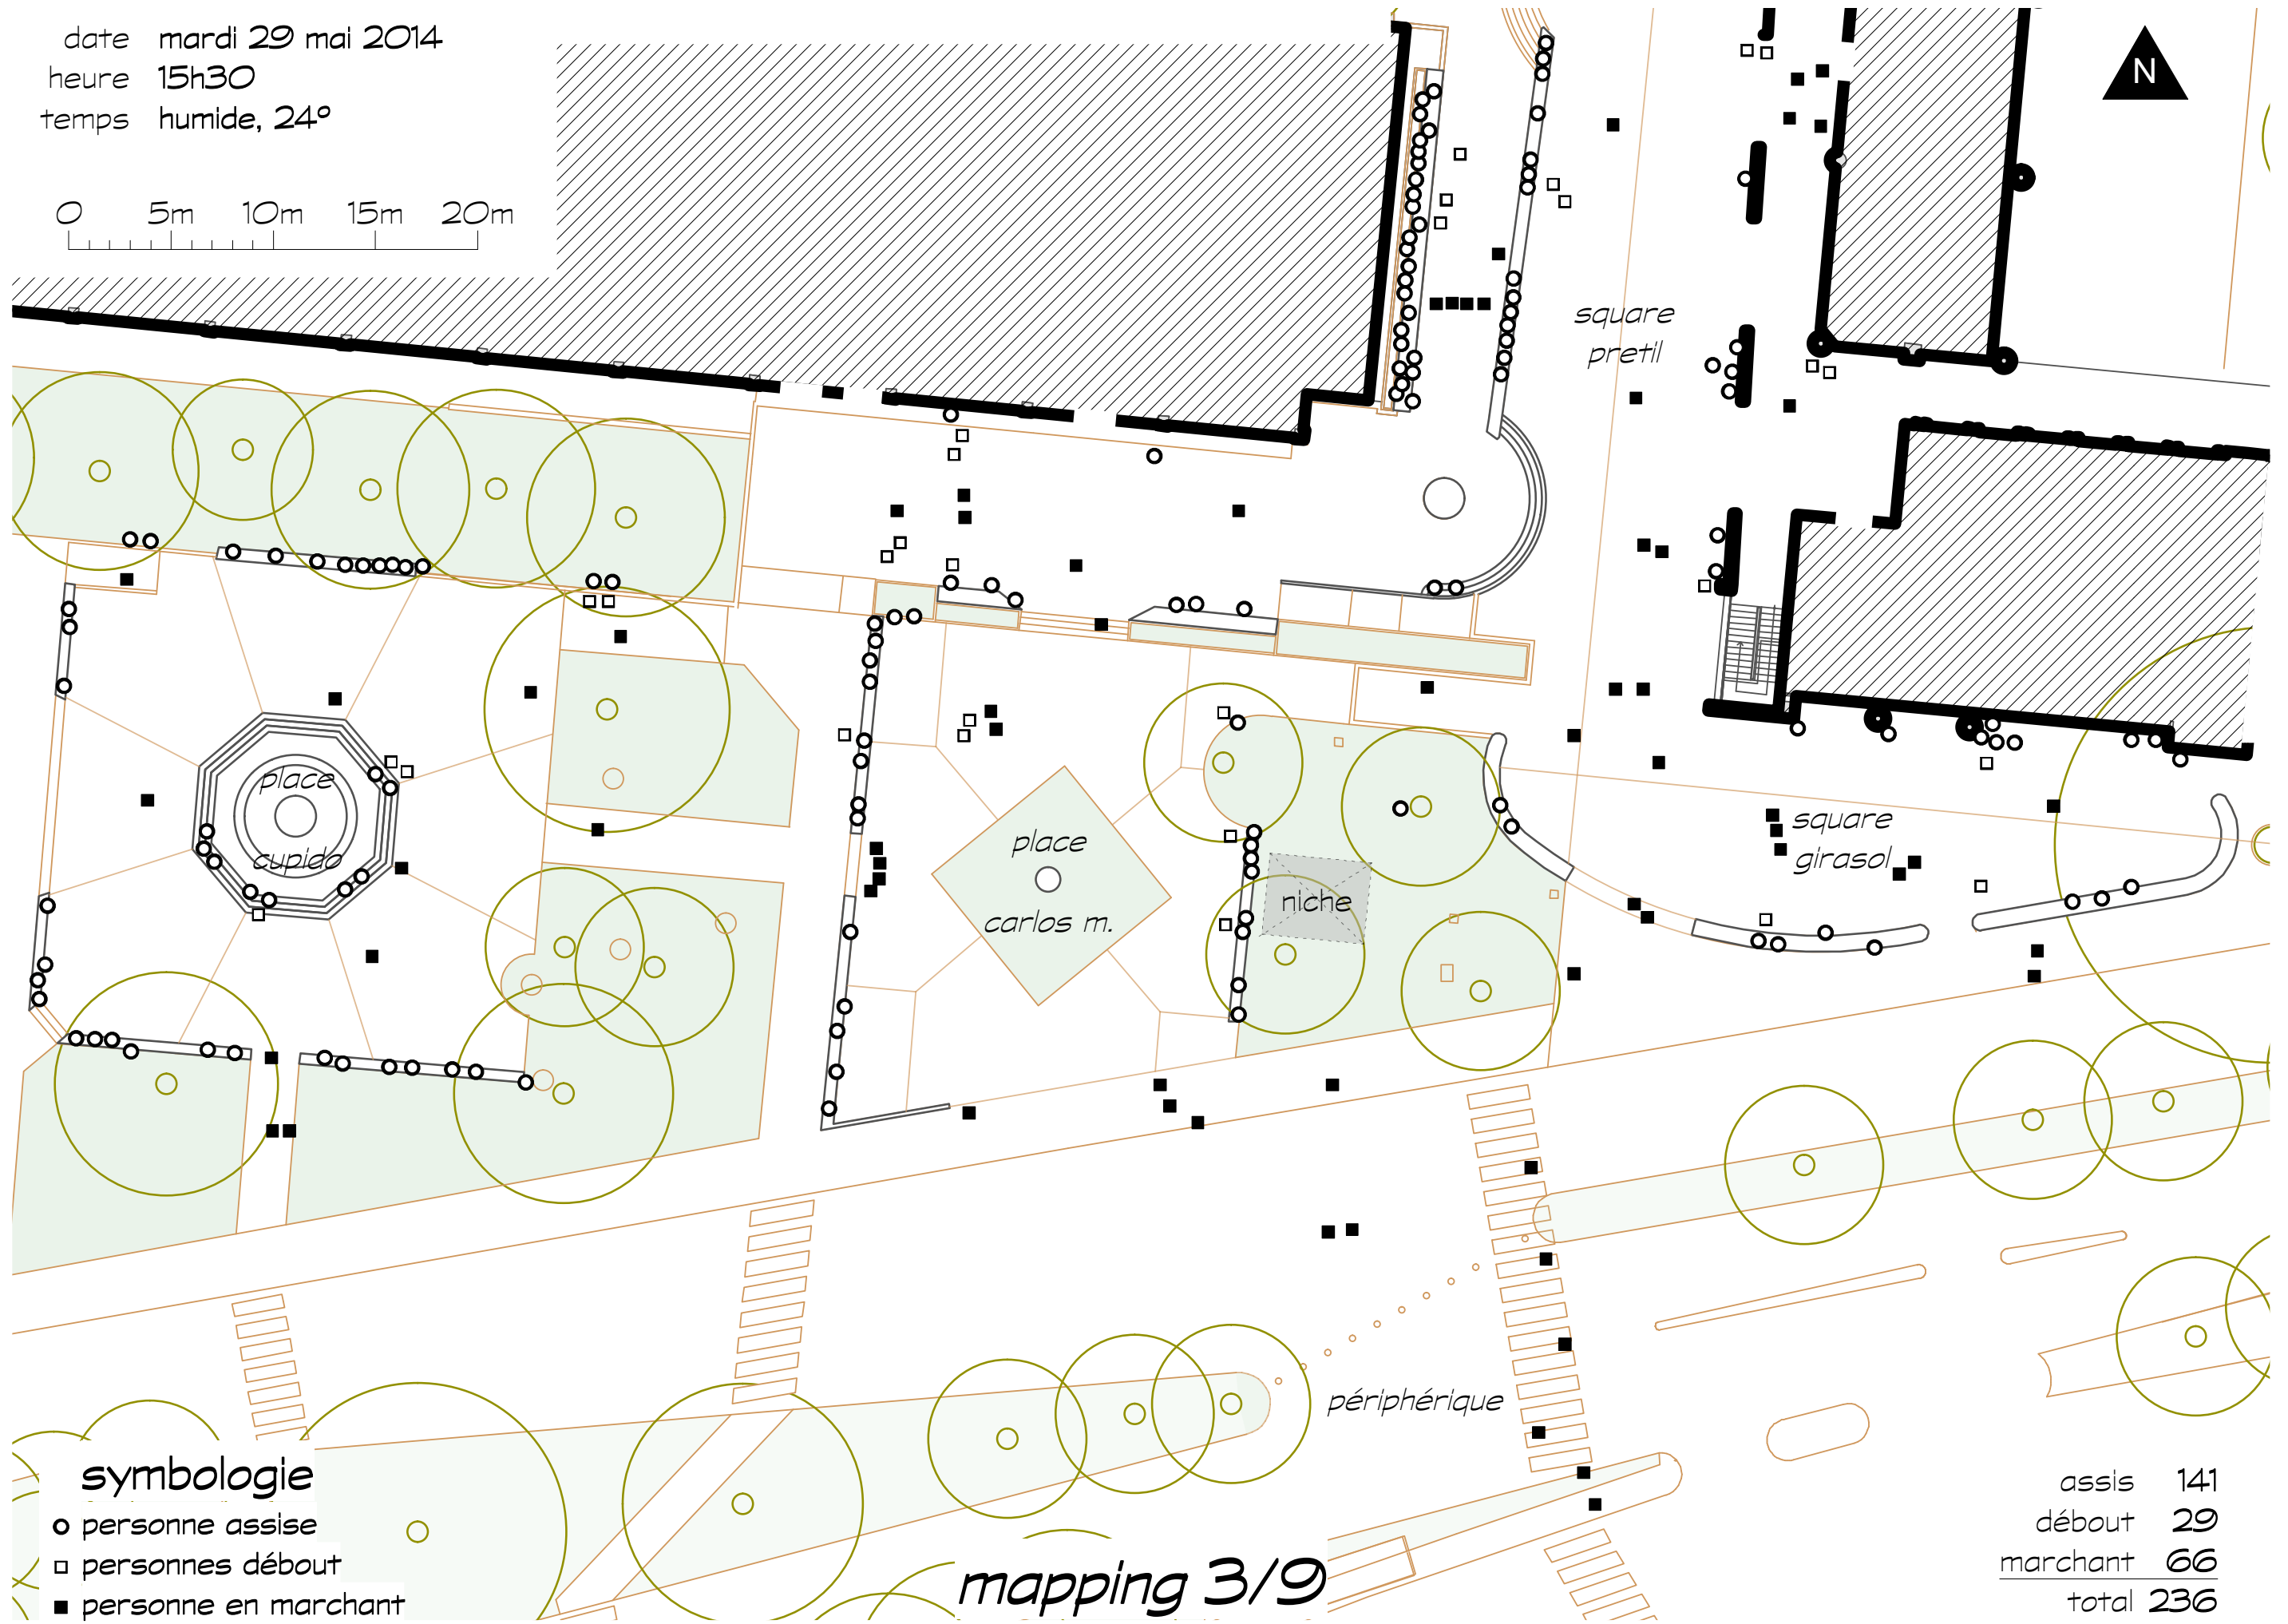 date mardi 29 mai 2014
heure 15h30
temps humide, 24º
N
0 5m 10m 15m 20m
square
pretil
place
cupido
place
carlos m.
niche
square
girasol
périphérique
symbologie
personne assise
personnes débout
personne en marchant
mapping 3/9
assis 141
débout 29
marchant 66
total 236